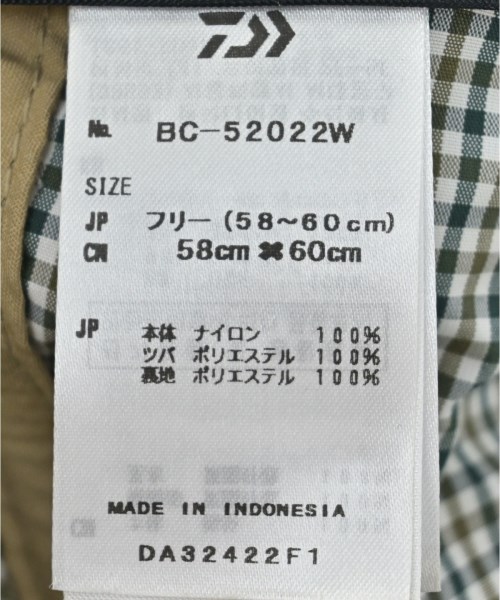 No. BC-52022W
SIZE
JP フリー(58~60cm)
CN 58cm✖60cm
JP 本体 ナイロン 100%
ツバ ポリエステル 100%
裏地 ポリエステル 100%
MADE IN INDONESIA
DA32422F1